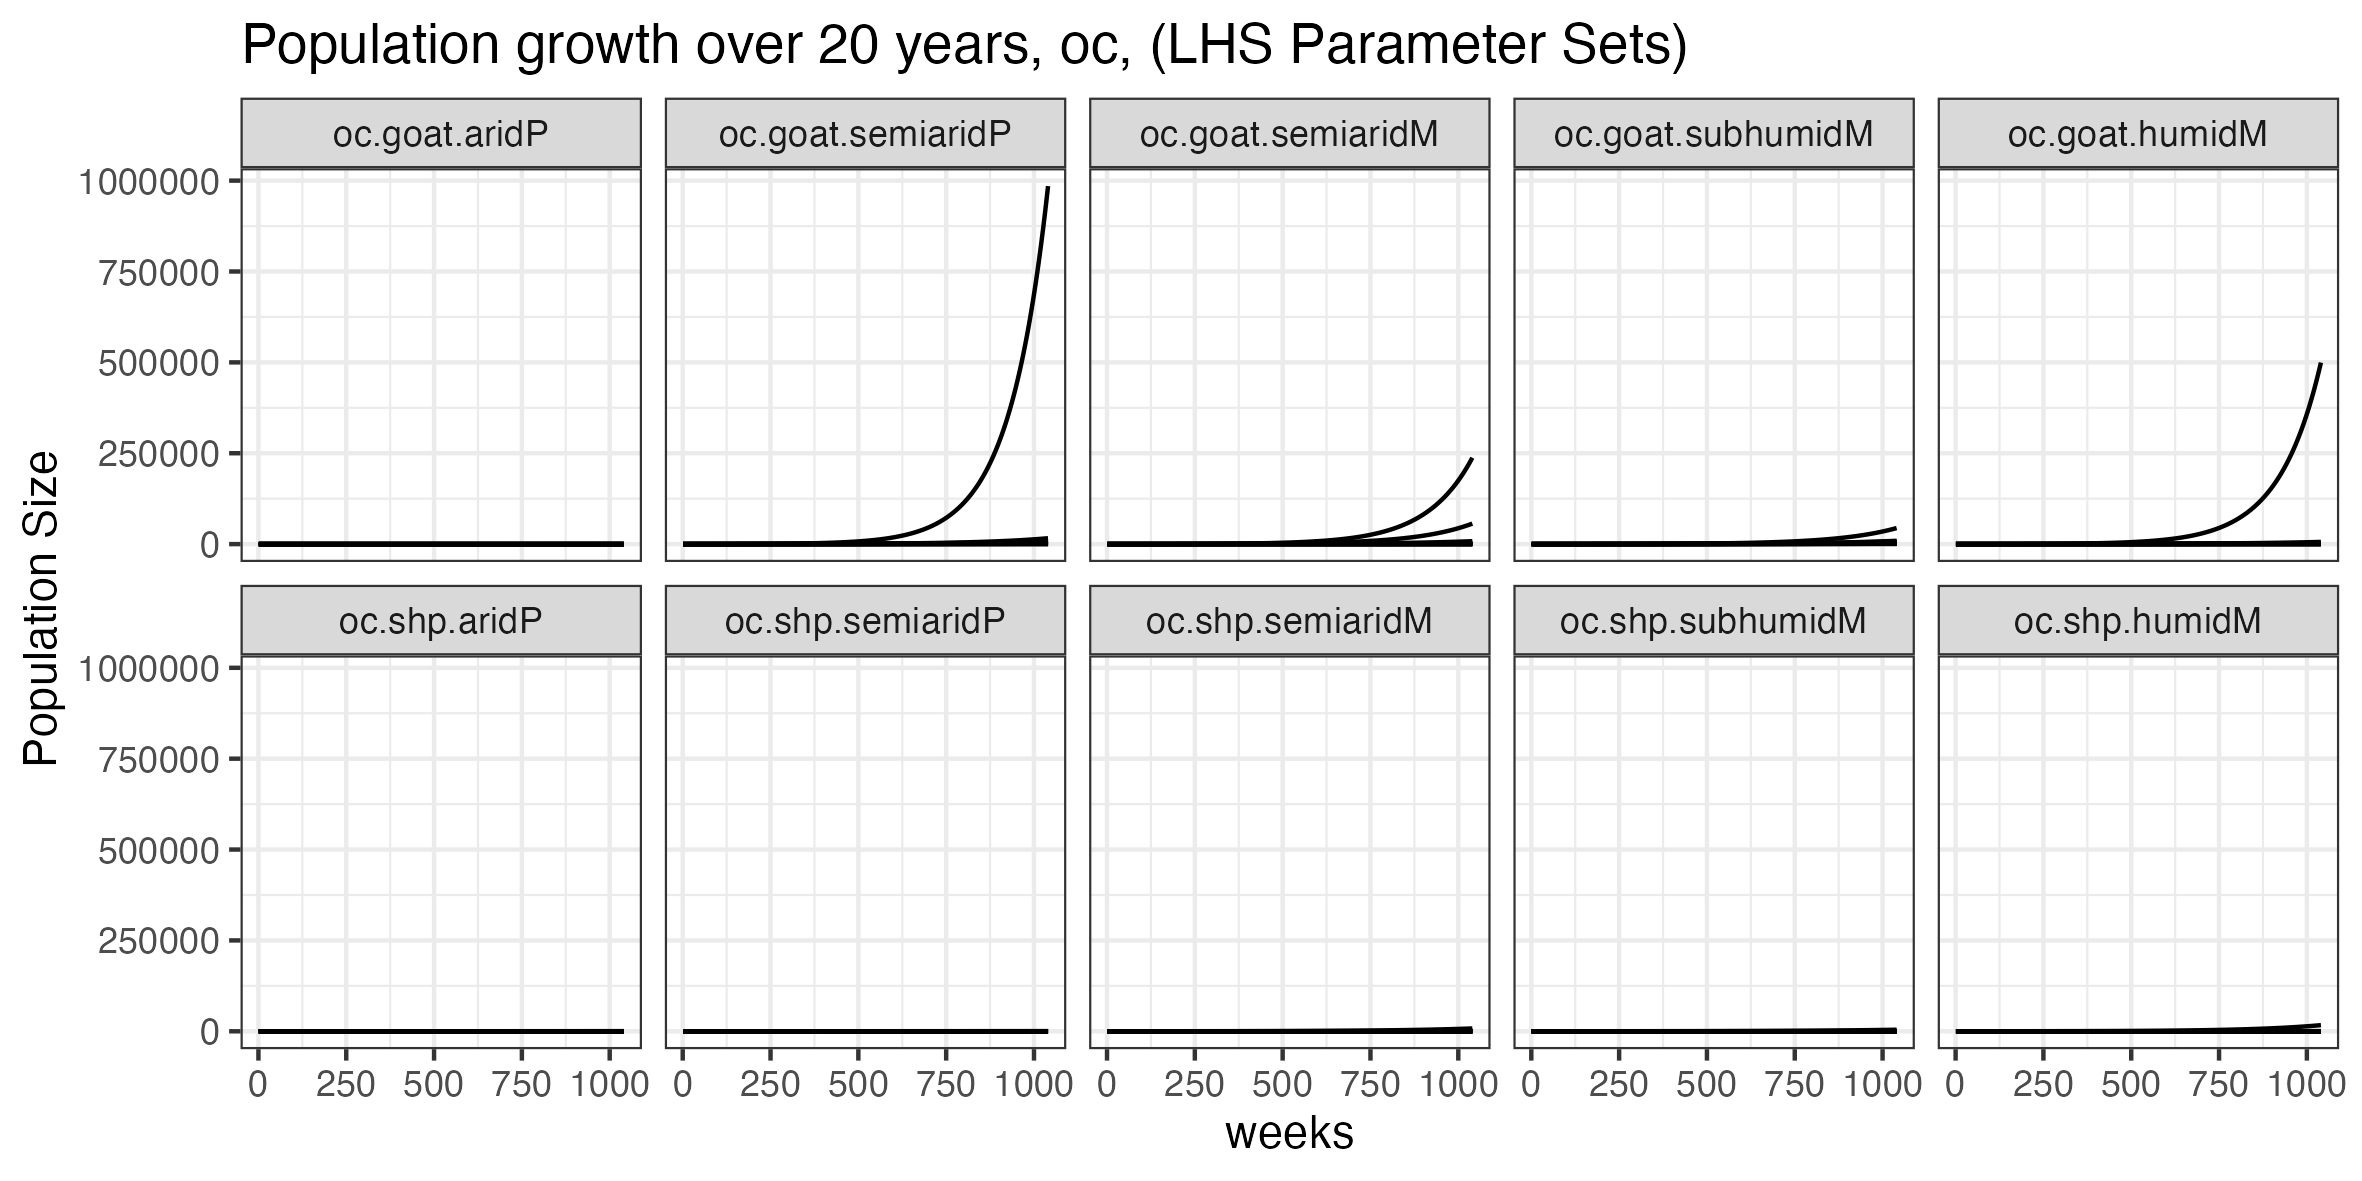 Population growth over 20 years, oc, (LHS Parameter Sets)
oc.goat.aridP oc.goat.semiaridP oc.goat.semiaridM oc.goat.subhumidM oc.goat.humidM
1000000
750000
500000
250000
0
Population Size
oc.shp.aridP oc.shp.semiaridP oc.shp.semiaridM oc.shp.subhumidM oc.shp.humidM
1000000
750000
500000
250000
0
0 250 500 750 1000 0 250 500 750 1000 0 250 500 750 1000 0 250 500 750 1000 0 250 500 750 1000
weeks